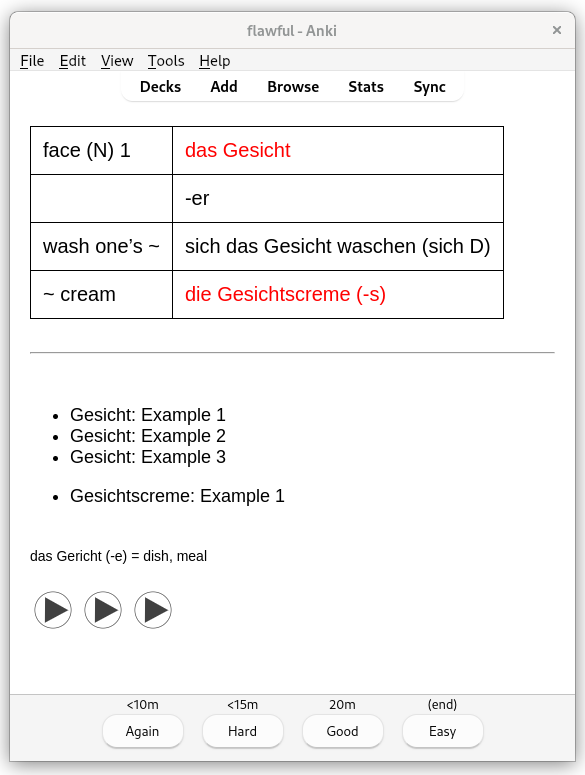 flawful - Anki ×
File Edit View Tools Help
Decks Add Browse Stats Sync
face (N) 1 das Gesicht
-er
wash one’s ~ sich das Gesicht waschen (sich D)
~ cream die Gesichtscreme (-s)
• Gesicht: Example 1
• Gesicht: Example 2
• Gesicht: Example 3
• Gesichtscreme: Example 1
das Gericht (-e) = dish, meal
<10m <15m 20m (end)
Again Hard Good Easy